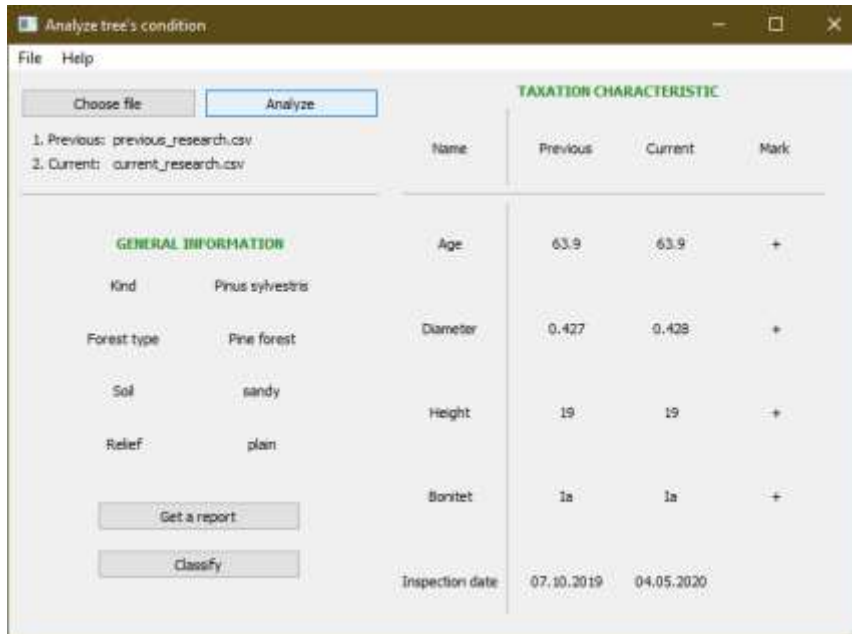 Analyze tree's condition
File Help
Choose file Analyze
1. Previous: previous_research.csv
2. Current: current_research.csv
GENERAL INFORMATION
Kind Pinus sylvestris
Forest type Pine forest
Soil sandy
Relief plain
Get a report
Classify
TAXATION CHARACTERISTIC
Name Previous Current Mark
Age 63.9 63.9 +
Diameter 0.427 0.428 +
Height 19 19 +
Bonitet Ia Ia +
Inspection date 07.10.2019 04.05.2020